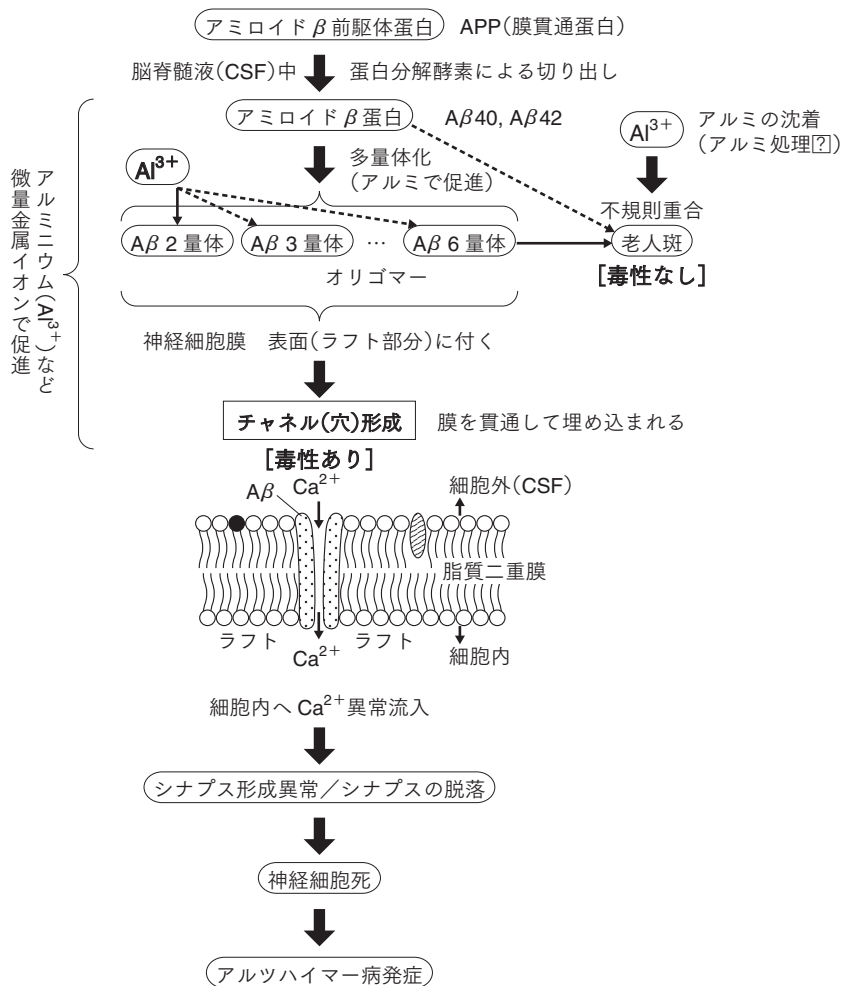 アミロイドβ前駆体蛋白 APP(膜貫通蛋白)
脳脊髄液(CSF)中 蛋白分解酵素による切り出し
アミロイドβ蛋白 Aβ40, Aβ42
Al³⁺ アルミの沈着
(アルミ処理?)
多量体化
(アルミで促進)
Al³⁺
不規則重合
Aβ2量体 Aβ3量体 … Aβ6量体 老人斑
オリゴマー
[毒性なし]
アルミニウム(Al³⁺)など
微量金属イオンで促進
神経細胞膜 表面(ラフト部分)に付く
チャネル(穴)形成 膜を貫通して埋め込まれる
[毒性あり]
Aβ Ca²⁺ 細胞外(CSF)
脂質二重膜
ラフト ラフト
Ca²⁺ 細胞内
細胞内へCa²⁺異常流入
シナプス形成異常/シナプスの脱落
神経細胞死
アルツハイマー病発症